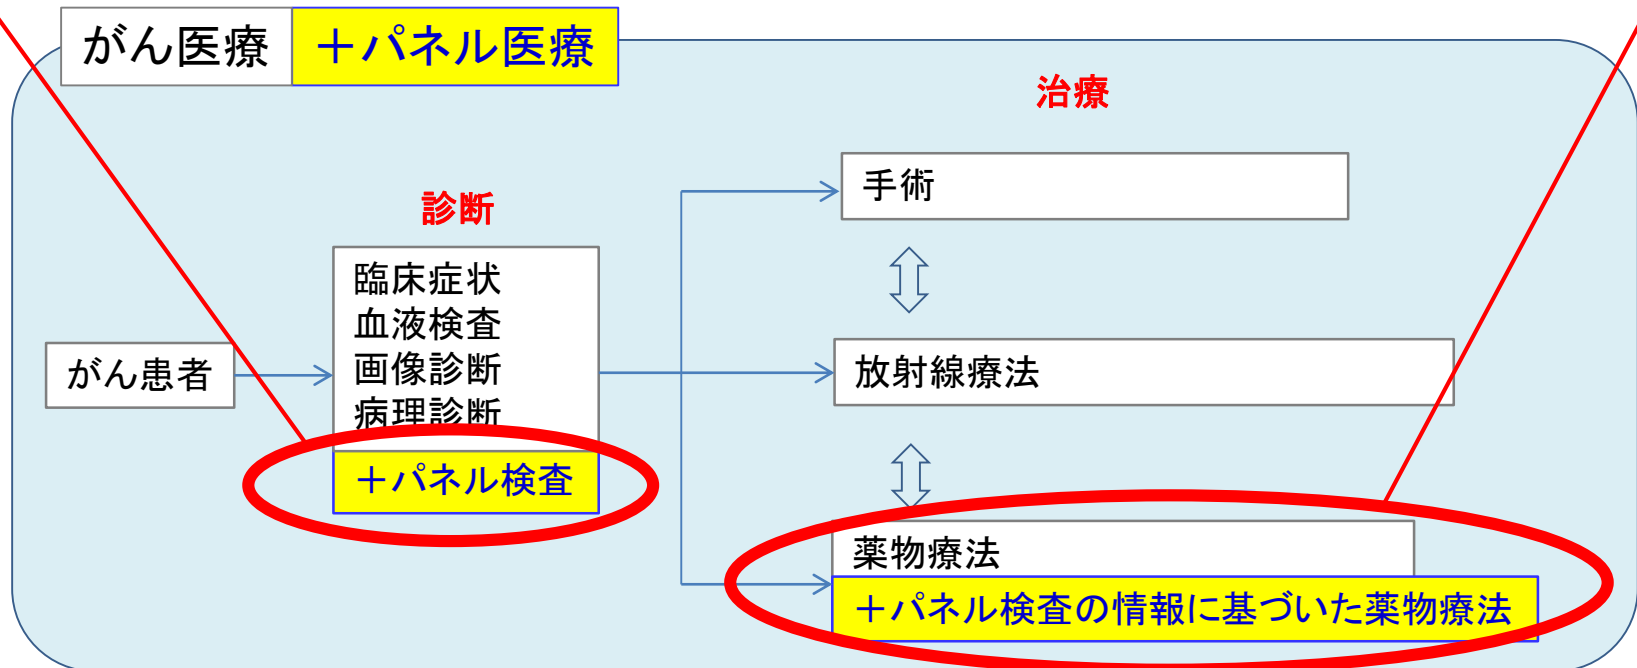 がん医療
＋パネル医療
治療
診断
手術
臨床症状
血液検査
画像診断
病理診断
がん患者
放射線療法
＋パネル検査
薬物療法
＋パネル検査の情報に基づいた薬物療法